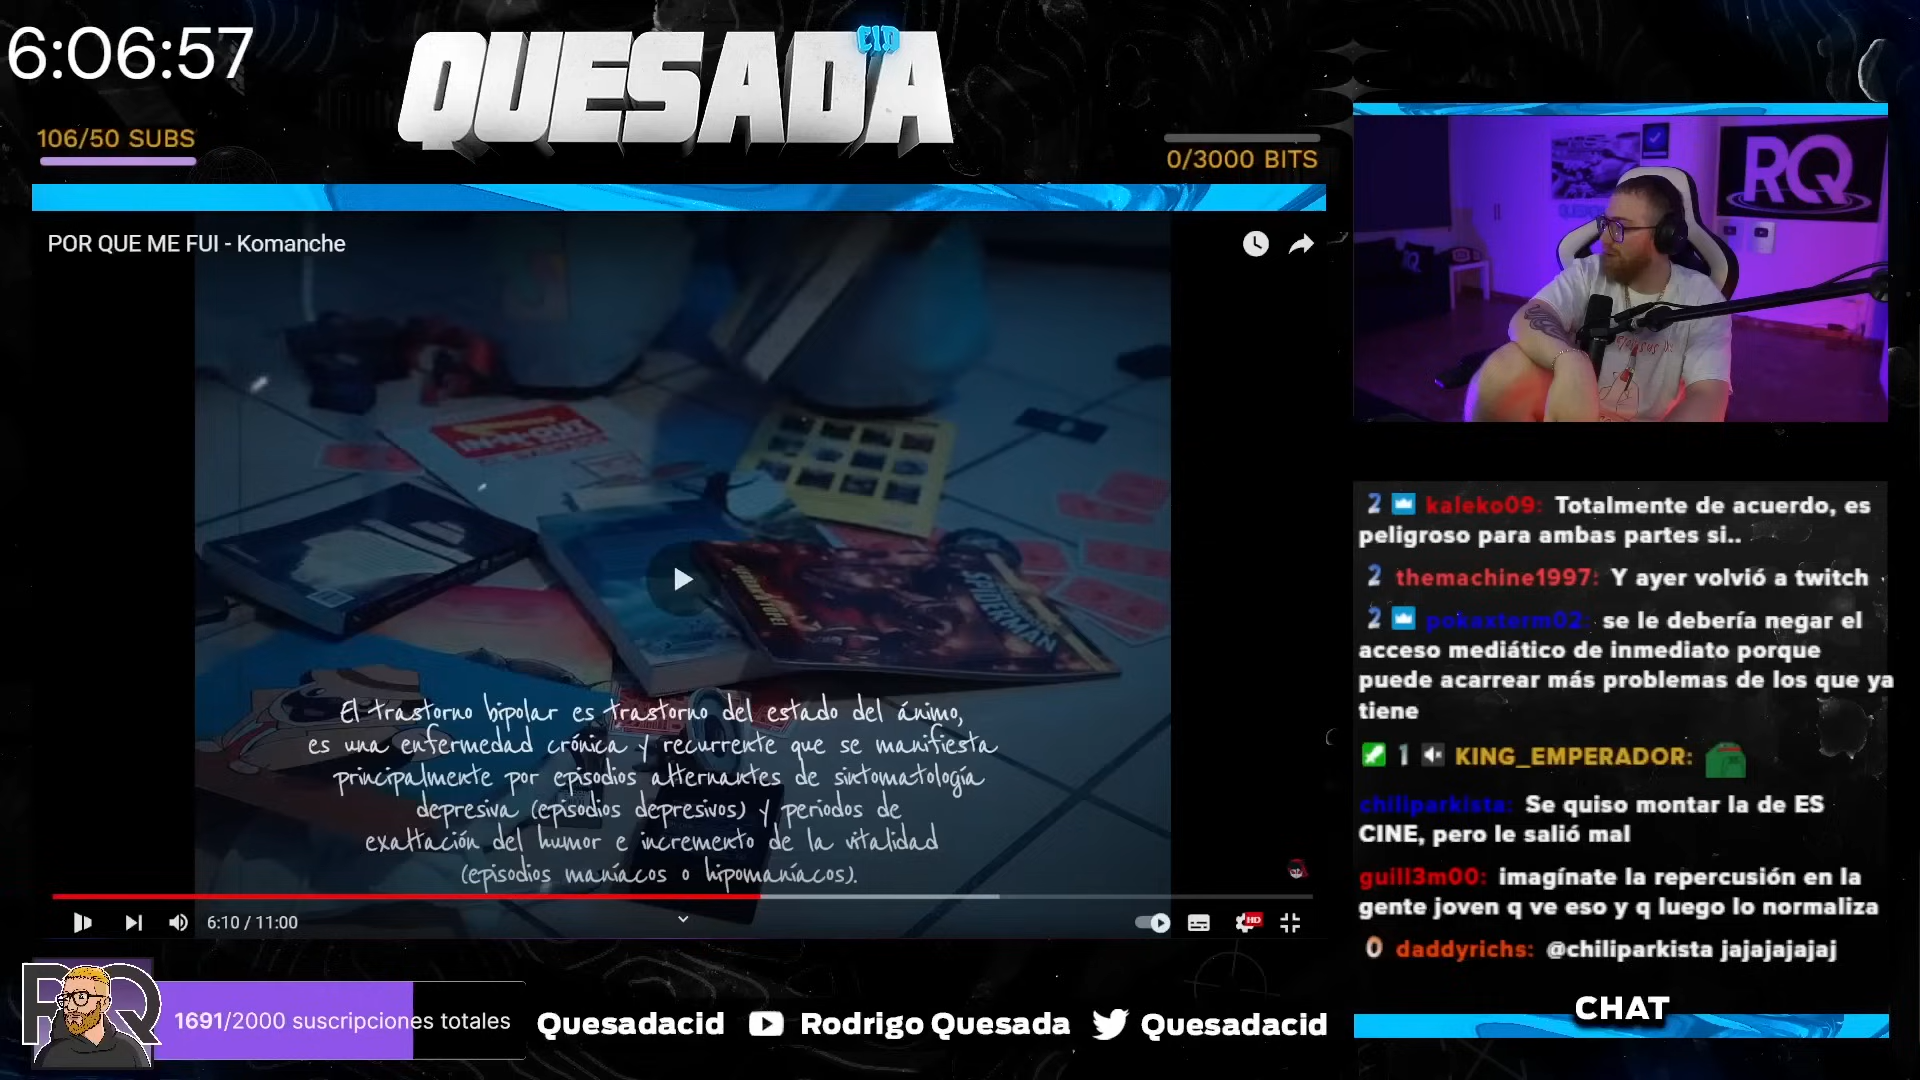 6:06:57
QUESADA
CID
106/50 SUBS
0/3000 BITS
POR QUE ME FUI - Komanche
RQ
IN-N-OUT
SPIDERMAN
El trastorno bipolar es trastorno del estado del ánimo,
es una enfermedad crónica y recurrente que se manifiesta
principalmente por episodios alternantes de sintomatología
depresiva (episodios depresivos) y periodos de
exaltación del humor e incremento de la vitalidad
(episodios maníacos o hipomaníacos).
6:10 / 11:00
HD
2 kaleko09: Totalmente de acuerdo, es
peligroso para ambas partes si..
2 themachine1997: Y ayer volvió a twitch
2 pokaxterm02: se le debería negar el
acceso mediático de inmediato porque
puede acarrear más problemas de los que ya
tiene
1 KING_EMPERADOR:
chiliparkista: Se quiso montar la de ES
CINE, pero le salió mal
guill3m00: imagínate la repercusión en la
gente joven q ve eso y q luego lo normaliza
0 daddyrichs: @chiliparkista jajajajajaj
CHAT
RQ
1691/2000 suscripciones totales
Quesadacid
Rodrigo Quesada
Quesadacid